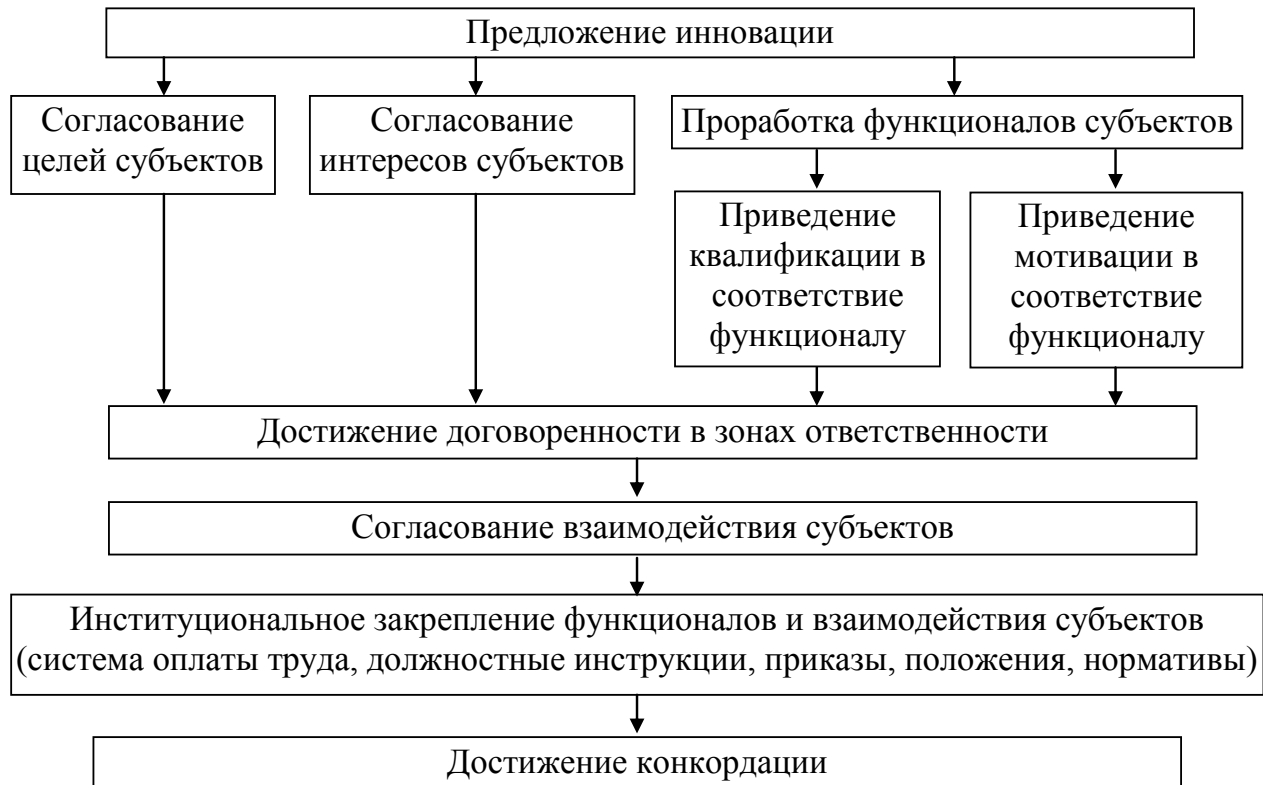 Предложение инновации
Согласование
целей субъектов
Согласование
интересов субъектов
Проработка функционалов субъектов
Приведение
квалификации в
соответствие
функционалу
Приведение
мотивации в
соответствие
функционалу
Достижение договоренности в зонах ответственности
Согласование взаимодействия субъектов
Институциональное закрепление функционалов и взаимодействия субъектов
(система оплаты труда, должностные инструкции, приказы, положения, нормативы)
Достижение конкордации